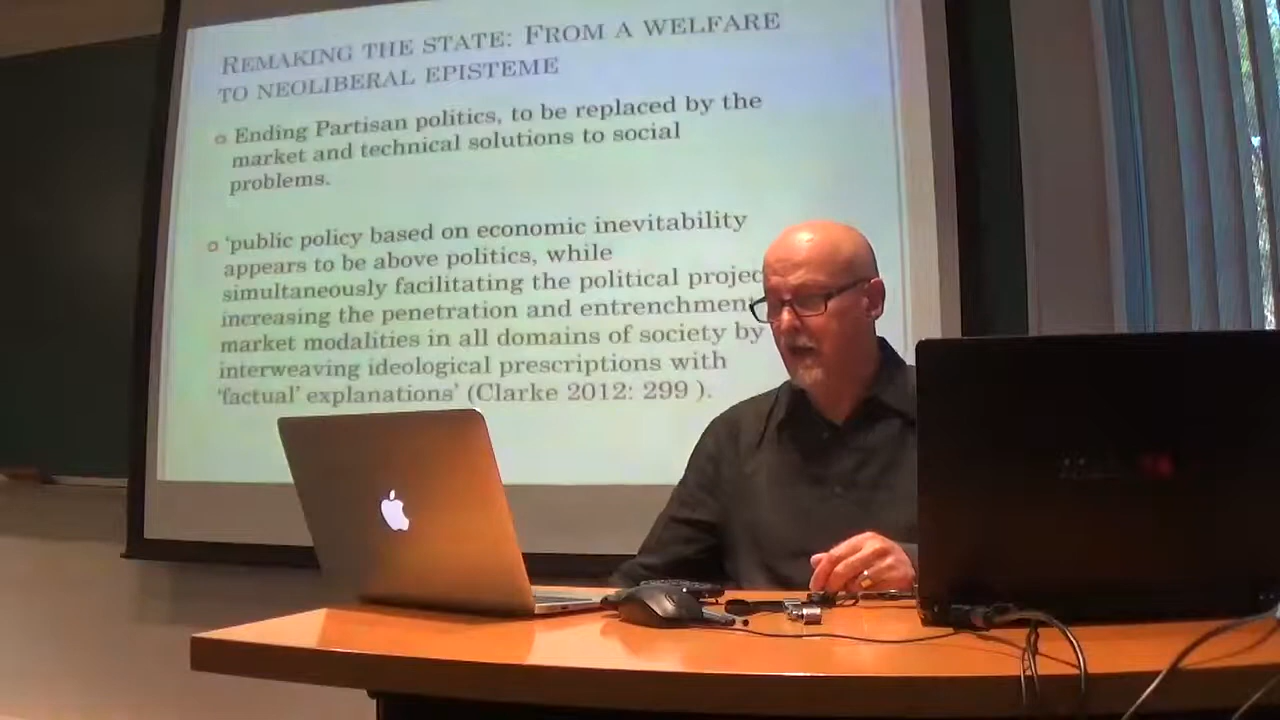 REMAKING THE STATE: FROM A WELFARE
TO NEOLIBERAL EPISTEME
Ending Partisan politics, to be replaced by the
market and technical solutions to social
problems.
'public policy based on economic inevitability
appears to be above politics, while
simultaneously facilitating the political projec
increasing the penetration and entrenchment
market modalities in all domains of society by
interweaving ideological prescriptions with
'factual' explanations' (Clarke 2012: 299 ).